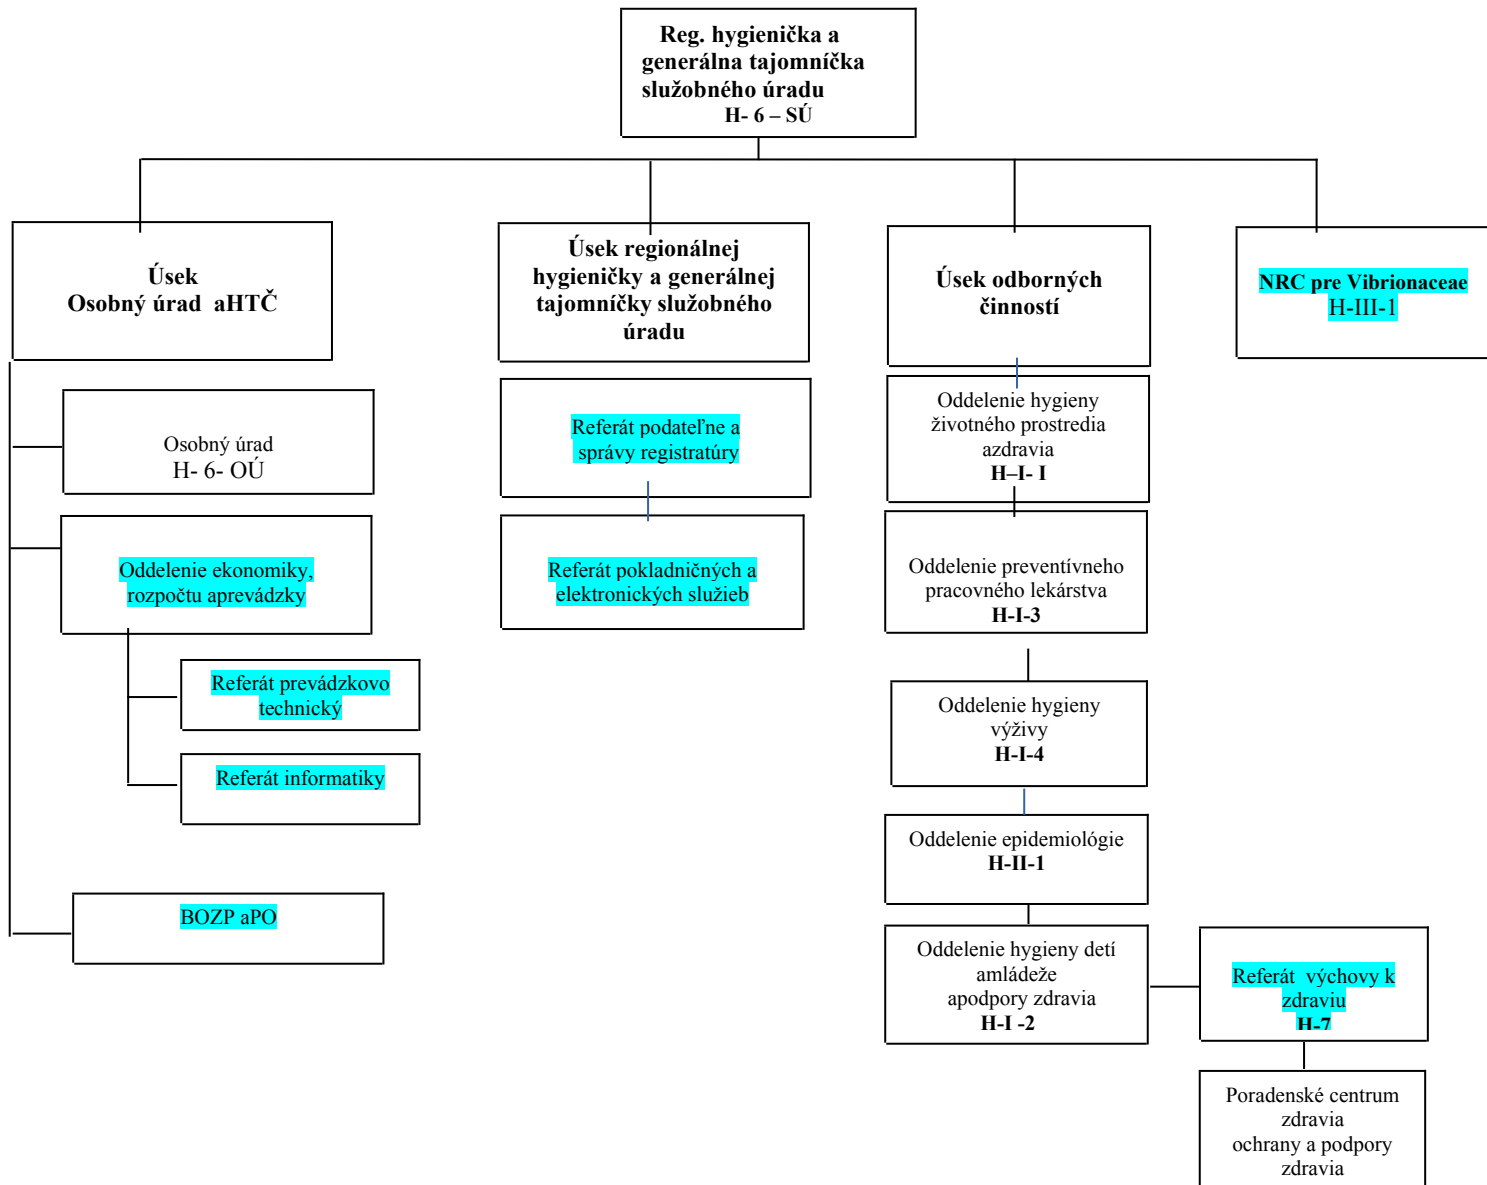 Reg. hygienička a
generálna tajomníčka
služobného úradu
H- 6 – SÚ
Úsek
Osobný úrad aHTČ
Úsek regionálnej
hygieničky a generálnej
tajomníčky služobného
úradu
Úsek odborných
činností
NRC pre Vibrionaceae
H-III-1
Osobný úrad
H- 6- OÚ
Oddelenie ekonomiky,
rozpočtu aprevádzky
Referát prevádzkovo
technický
Referát informatiky
BOZP aPO
Referát podateľne a
správy registratúry
Referát pokladničných a
elektronických služieb
Oddelenie hygieny
životného prostredia
azdravia
H–I- I
Oddelenie preventívneho
pracovného lekárstva
H-I-3
Oddelenie hygieny
výživy
H-I-4
Oddelenie epidemiológie
H-II-1
Oddelenie hygieny detí
amládeže
apodpory zdravia
H-I -2
Referát výchovy k
zdraviu
H-7
Poradenské centrum
zdravia
ochrany a podpory
zdravia